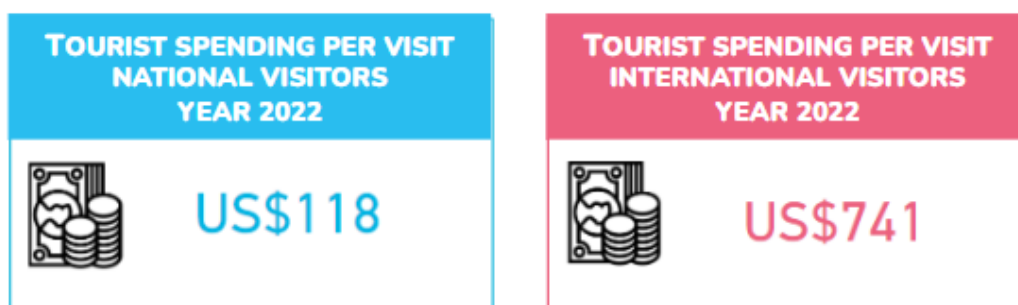 TOURIST SPENDING PER VISIT
NATIONAL VISITORS
YEAR 2022
US$118
TOURIST SPENDING PER VISIT
INTERNATIONAL VISITORS
YEAR 2022
US$741